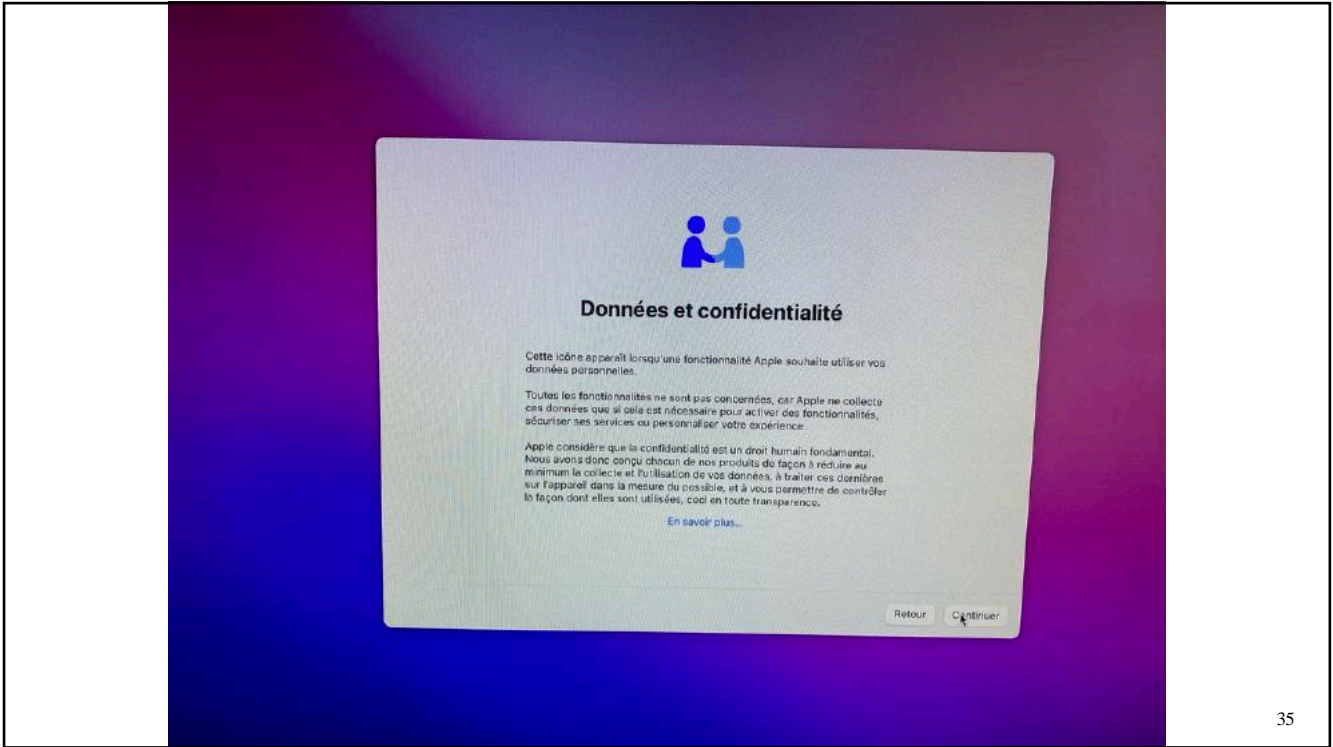 Données et confidentialité
Cette icône apparaît lorsqu'une fonctionnalité Apple souhaite utiliser vos
données personnelles.
Toutes les fonctionnalités ne sont pas concernées, car Apple ne collecte
ces données que si cela est nécessaire pour activer des fonctionnalités,
sécuriser ses services ou personnaliser votre expérience.
Apple considère que la confidentialité est un droit humain fondamental.
Nous avons donc conçu chacun de nos produits de façon à réduire au
minimum la collecte et l'utilisation de vos données, à traiter ces dernières
sur l'appareil dans la mesure du possible, et à vous permettre de contrôler
la façon dont elles sont utilisées, ceci en toute transparence.
En savoir plus...
Retour Continuer
35